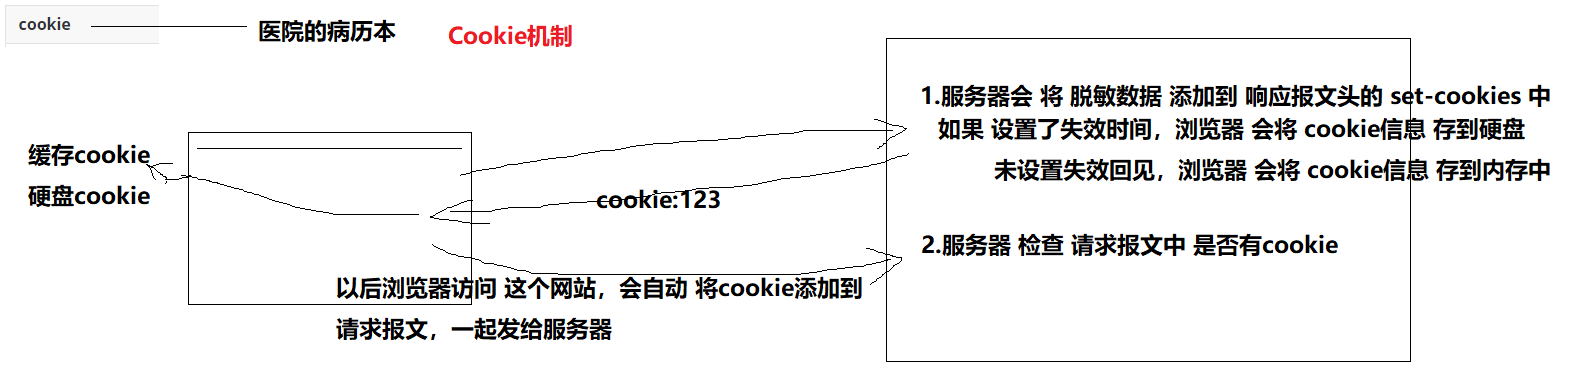 cookie
医院的病历本
Cookie机制
1.服务器会 将 脱敏数据 添加到 响应报文头的 set-cookies 中
如果 设置了失效时间，浏览器 会将 cookie信息 存到硬盘
未设置失效回见，浏览器 会将 cookie信息 存到内存中
缓存cookie
硬盘cookie
cookie:123
2.服务器 检查 请求报文中 是否有cookie
以后浏览器访问 这个网站，会自动 将cookie添加到
请求报文，一起发给服务器